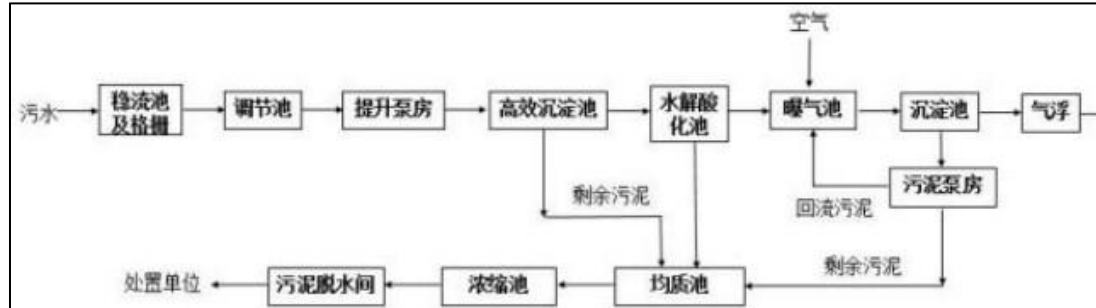 空气
污水
稳流池
及格栅
调节池
提升泵房
高效沉淀池
水解酸
化池
曝气池
沉淀池
气浮
污泥泵房
剩余污泥
回流污泥
剩余污泥
处置单位
污泥脱水间
浓缩池
均质池